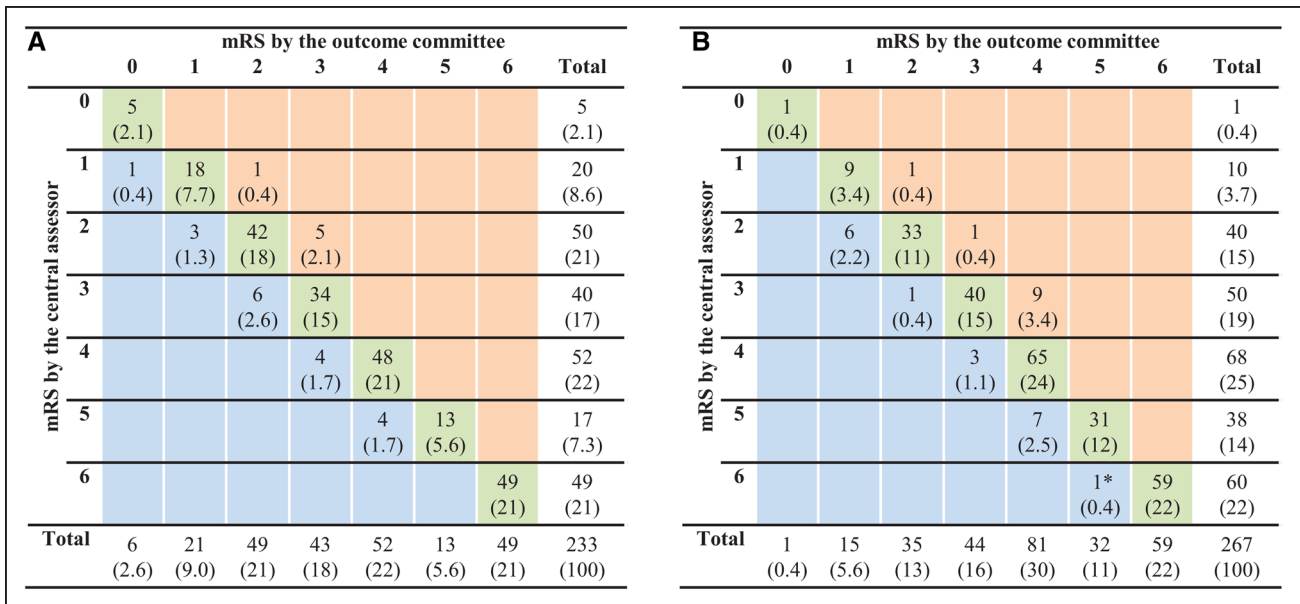 A
mRS by the outcome committee
0 1 2 3 4 5 6 Total
mRS by the central assessor
0 5 5
(2.1) (2.1)
1 1 18 1 20
(0.4) (7.7) (0.4) (8.6)
2 3 42 5 50
(1.3) (18) (2.1) (21)
3 6 34 40
(2.6) (15) (17)
4 4 48 52
(1.7) (21) (22)
5 4 13 17
(1.7) (5.6) (7.3)
6 49 49
(21) (21)
Total 6 21 49 43 52 13 49 233
(2.6) (9.0) (21) (18) (22) (5.6) (21) (100)
B
mRS by the outcome committee
0 1 2 3 4 5 6 Total
mRS by the central assessor
0 1 1
(0.4) (0.4)
1 9 1 10
(3.4) (0.4) (3.7)
2 6 33 1 40
(2.2) (11) (0.4) (15)
3 1 40 9 50
(0.4) (15) (3.4) (19)
4 3 65 68
(1.1) (24) (25)
5 7 31 38
(2.5) (12) (14)
6 1* 59 60
(0.4) (22) (22)
Total 1 15 35 44 81 32 59 267
(0.4) (5.6) (13) (16) (30) (11) (22) (100)